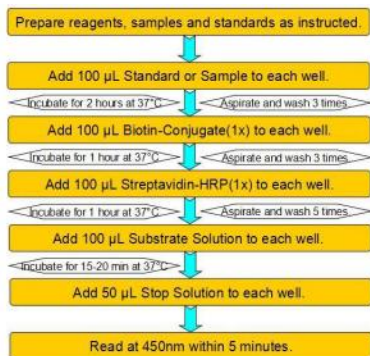 Prepare reagents, samples and standards as instructed.
Add 100 µL Standard or Sample to each well.
Incubate for 2 hours at 37°C
Aspirate and wash 3 times
Add 100 µL Biotin-Conjugate(1x) to each well.
Incubate for 1 hour at 37°C
Aspirate and wash 3 times
Add 100 µL Streptavidin-HRP(1x) to each well.
Incubate for 1 hour at 37°C
Aspirate and wash 5 times
Add 100 µL Substrate Solution to each well.
Incubate for 15-20 min at 37°C
Add 50 µL Stop Solution to each well.
Read at 450nm within 5 minutes.